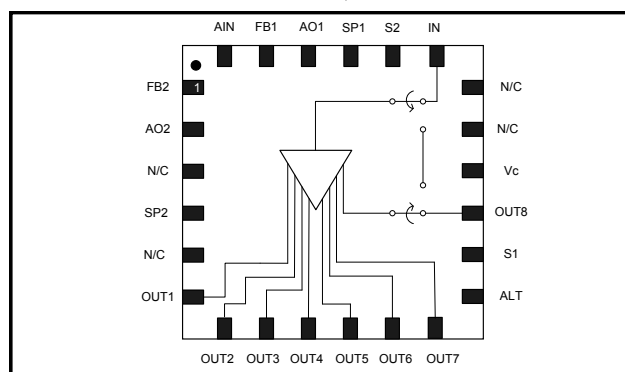 AIN FB1 AO1 SP1 S2 IN
FB2 1 N/C
AO2 N/C
N/C Vc
SP2 OUT8
N/C S1
OUT1 ALT
OUT2 OUT3 OUT4 OUT5 OUT6 OUT7